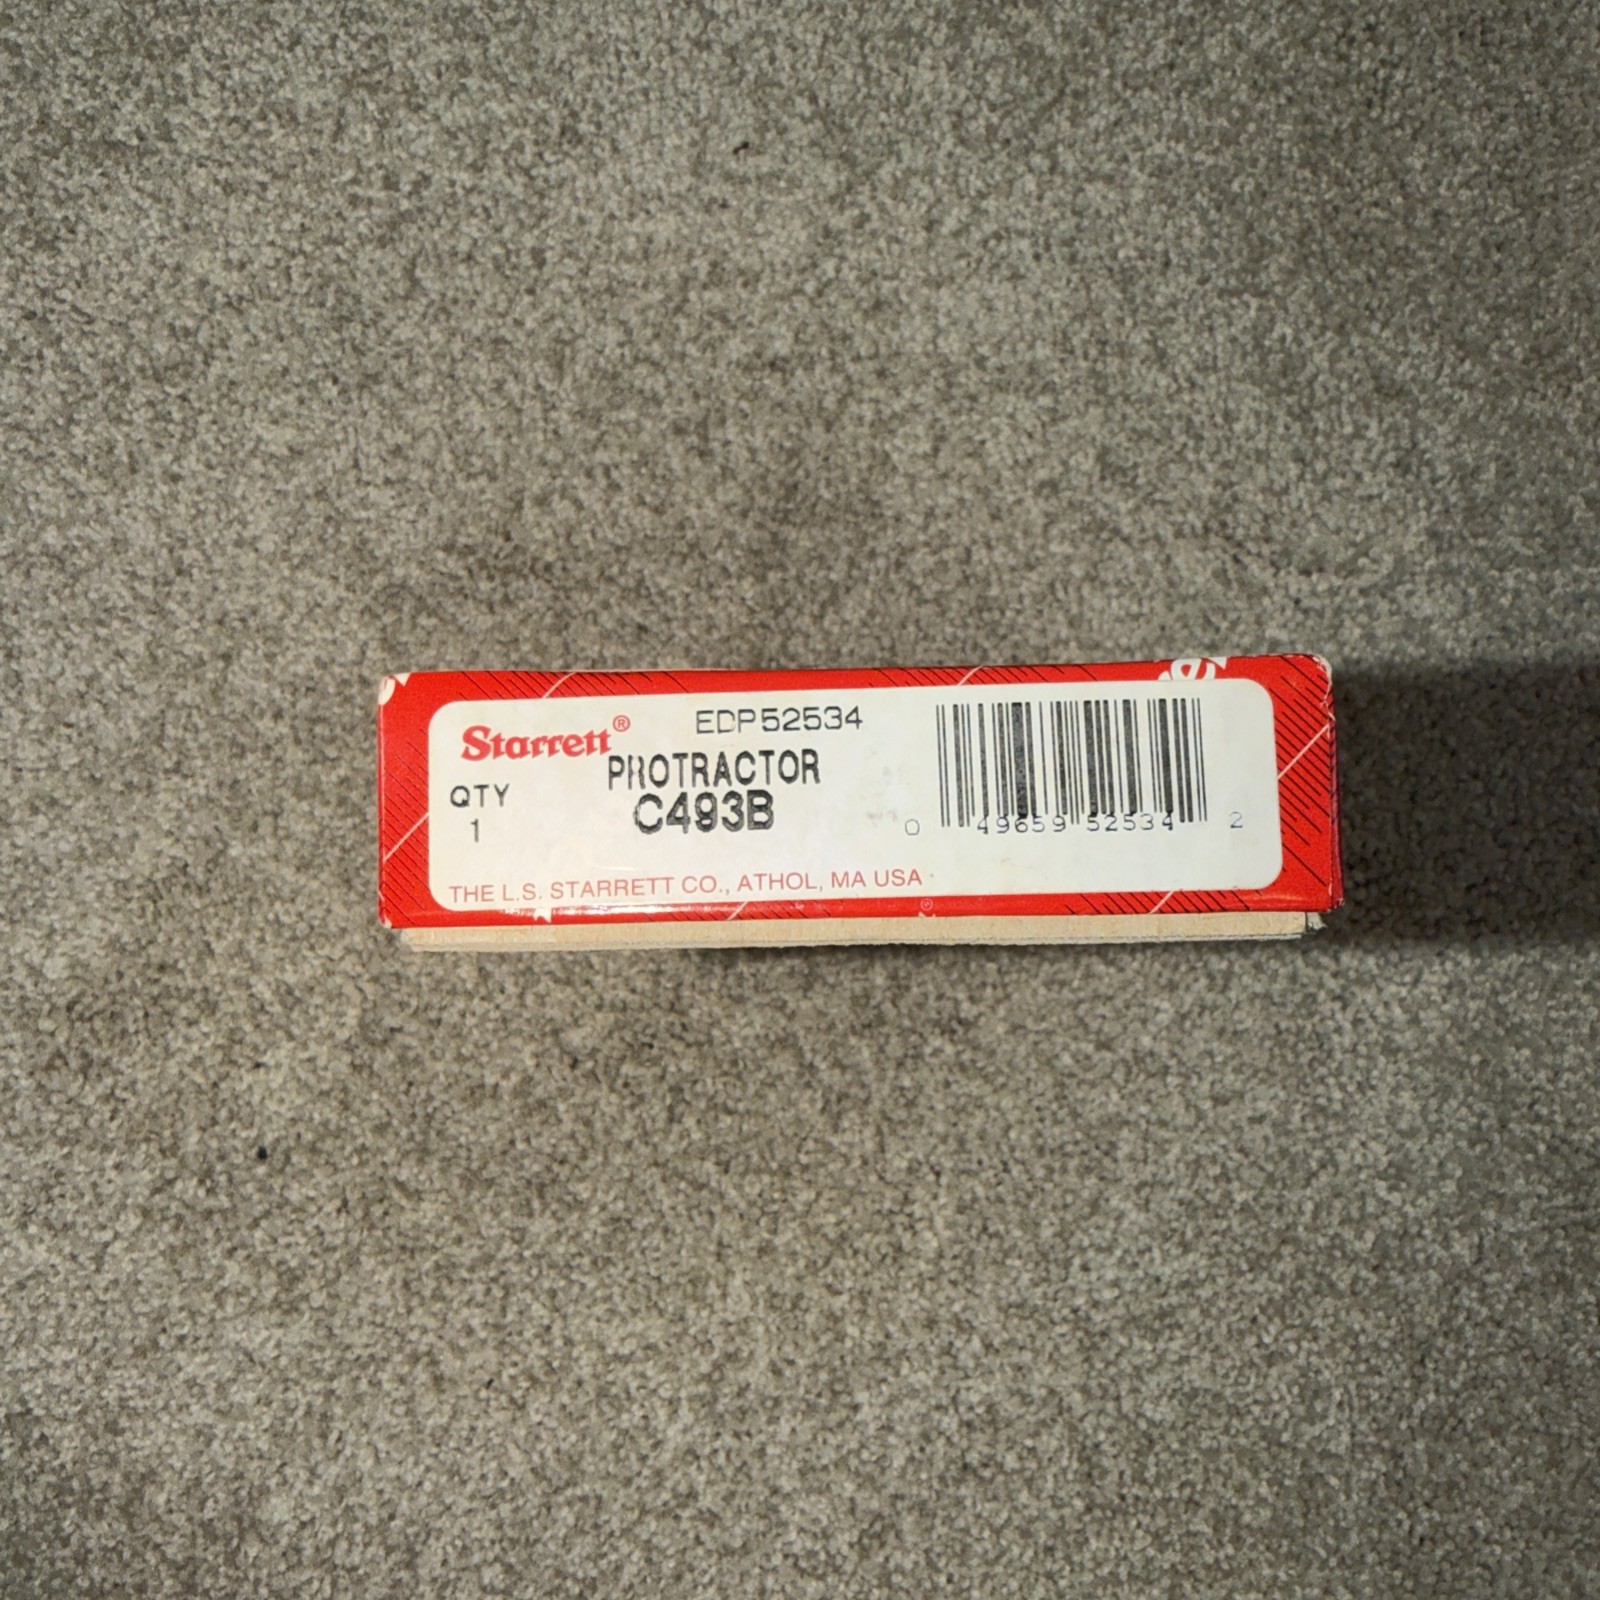 Starrett®
EDP52534
PROTRACTOR
C493B
QTY
1
0 49659 52534 2
THE L.S. STARRETT CO., ATHOL, MA USA